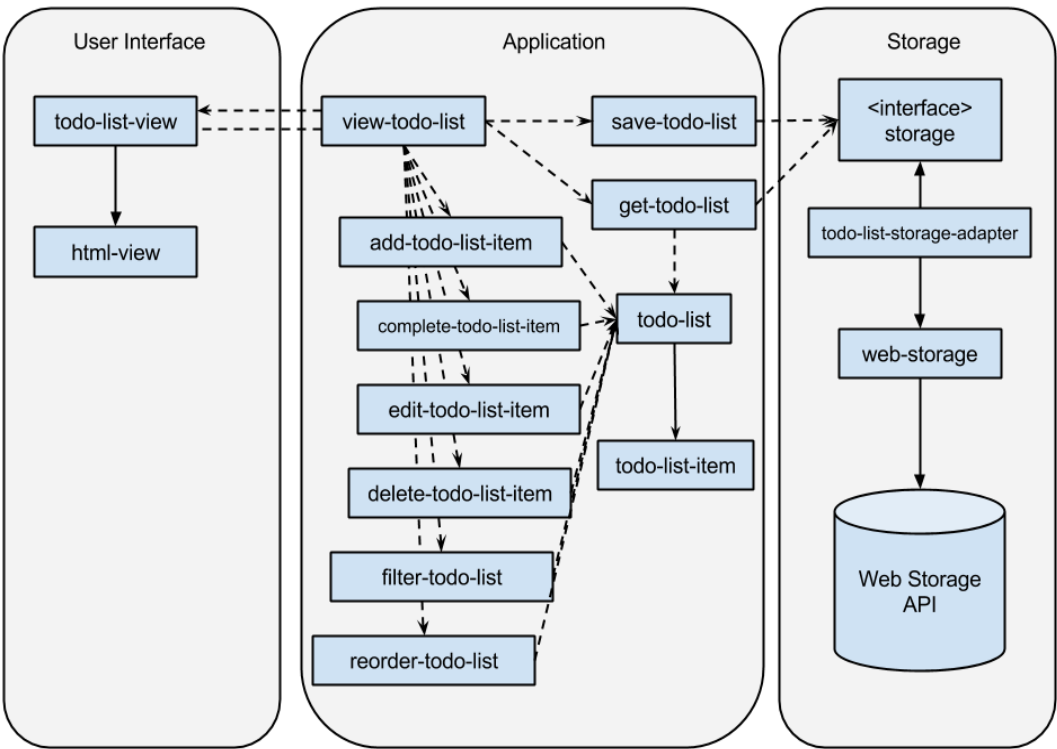 User Interface
todo-list-view
html-view
Application
view-todo-list
save-todo-list
get-todo-list
add-todo-list-item
complete-todo-list-item
todo-list
edit-todo-list-item
todo-list-item
delete-todo-list-item
filter-todo-list
reorder-todo-list
Storage
<interface>
storage
todo-list-storage-adapter
web-storage
Web Storage
API